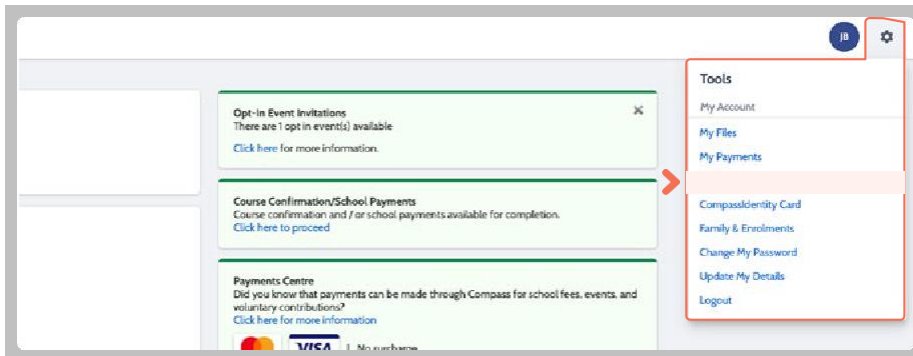 JB
Tools
My Account
My Files
My Payments
CompassIdentity Card
Family & Enrolments
Change My Password
Update My Details
Logout
Opt-In Event Invitations
There are 1 opt in event(s) available
Click here for more information.
Course Confirmation/School Payments
Course confirmation and / or school payments available for completion.
Click here to proceed
Payments Centre
Did you know that payments can be made through Compass for school fees, events, and
voluntary contributions?
Click here for more information
VISA | No surcharge